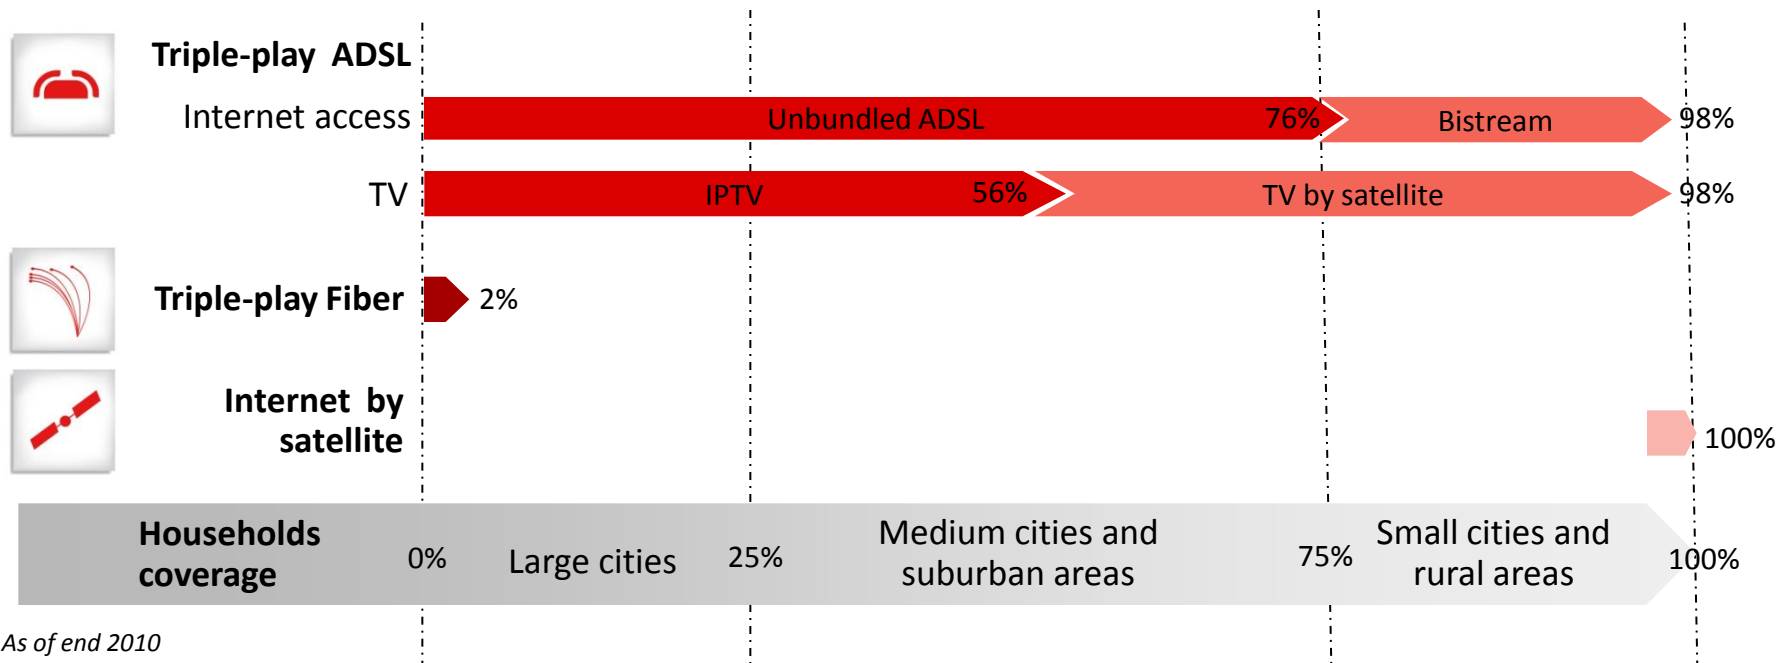 Triple-play ADSL
Internet access
Unbundled ADSL
76%
Bistream
98%
TV
IPTV
56%
TV by satellite
98%
Triple-play Fiber
2%
Internet by
satellite
100%
Households
coverage
0%
Large cities
25%
Medium cities and
suburban areas
75%
Small cities and
rural areas
100%
As of end 2010